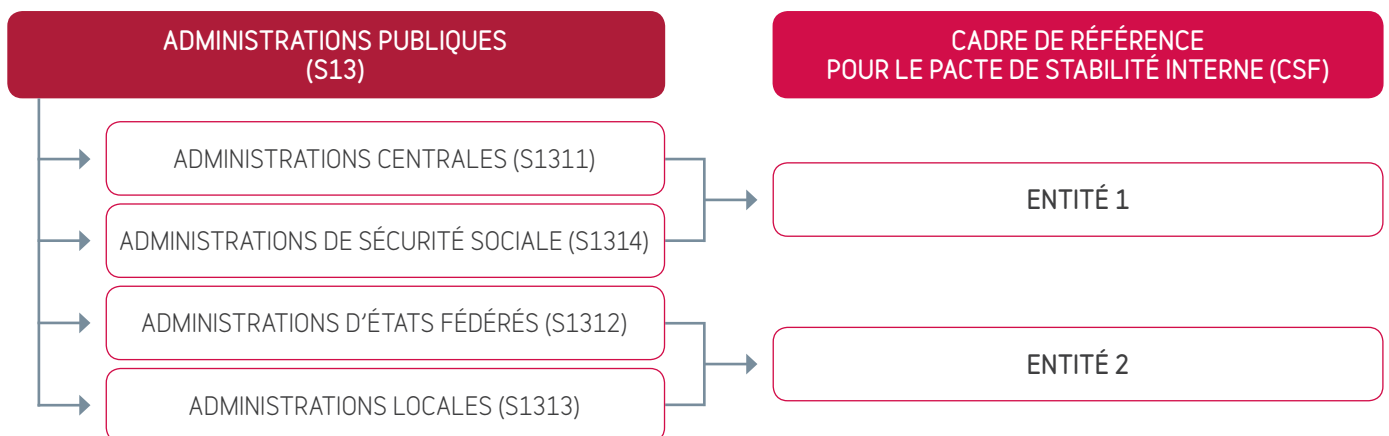 ADMINISTRATIONS PUBLIQUES
(S13)
CADRE DE RÉFÉRENCE
POUR LE PACTE DE STABILITÉ INTERNE (CSF)
ADMINISTRATIONS CENTRALES (S1311)
ADMINISTRATIONS DE SÉCURITÉ SOCIALE (S1314)
ENTITÉ 1
ADMINISTRATIONS D'ÉTATS FÉDÉRÉS (S1312)
ADMINISTRATIONS LOCALES (S1313)
ENTITÉ 2